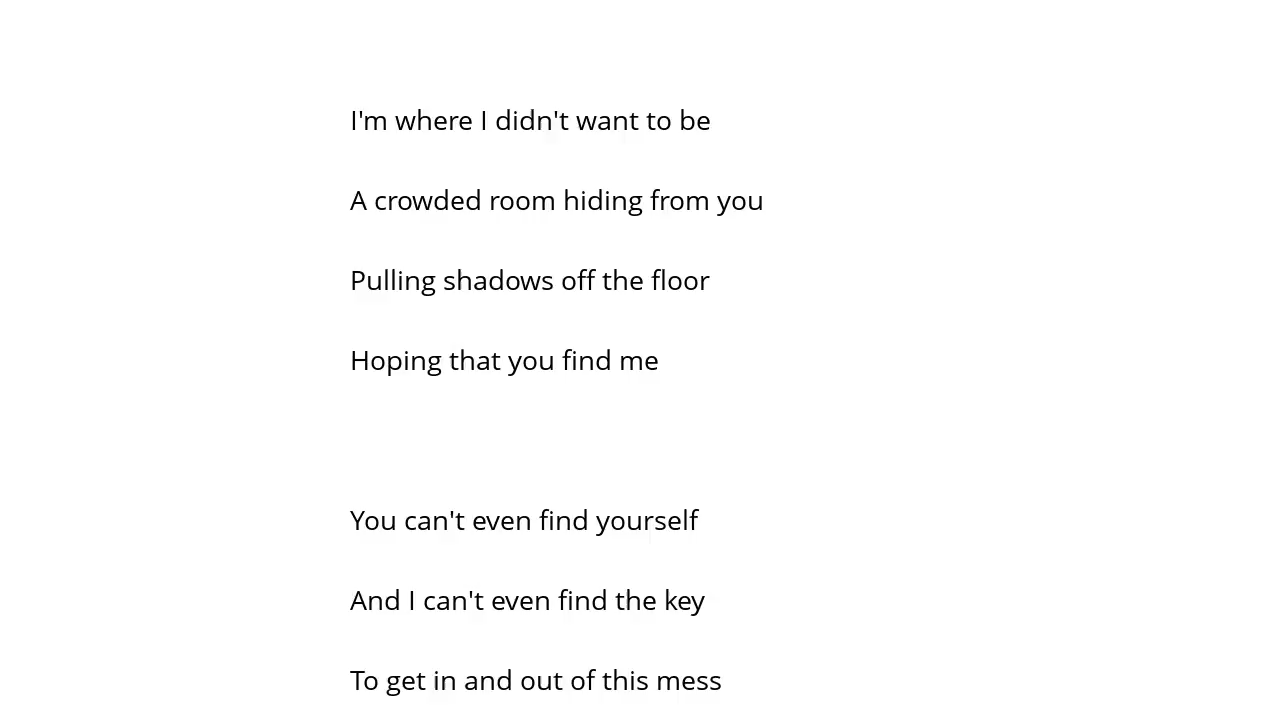 I'm where I didn't want to be
A crowded room hiding from you
Pulling shadows off the floor
Hoping that you find me
You can't even find yourself
And I can't even find the key
To get in and out of this mess